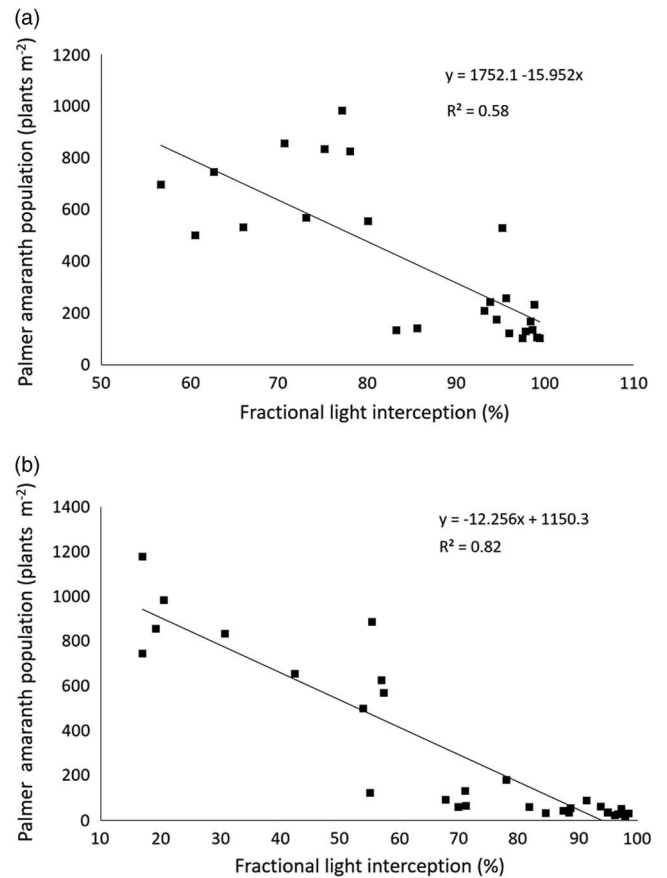 (a)
Palmer amaranth population (plants m-2)
1200
1000
800
600
400
200
0
y = 1752.1 -15.952x
R² = 0.58
50 60 70 80 90 100 110
Fractional light interception (%)
(b)
Palmer amaranth population (plants m-2)
1400
1200
1000
800
600
400
200
0
y = -12.256x + 1150.3
R² = 0.82
10 20 30 40 50 60 70 80 90 100
Fractional light interception (%)